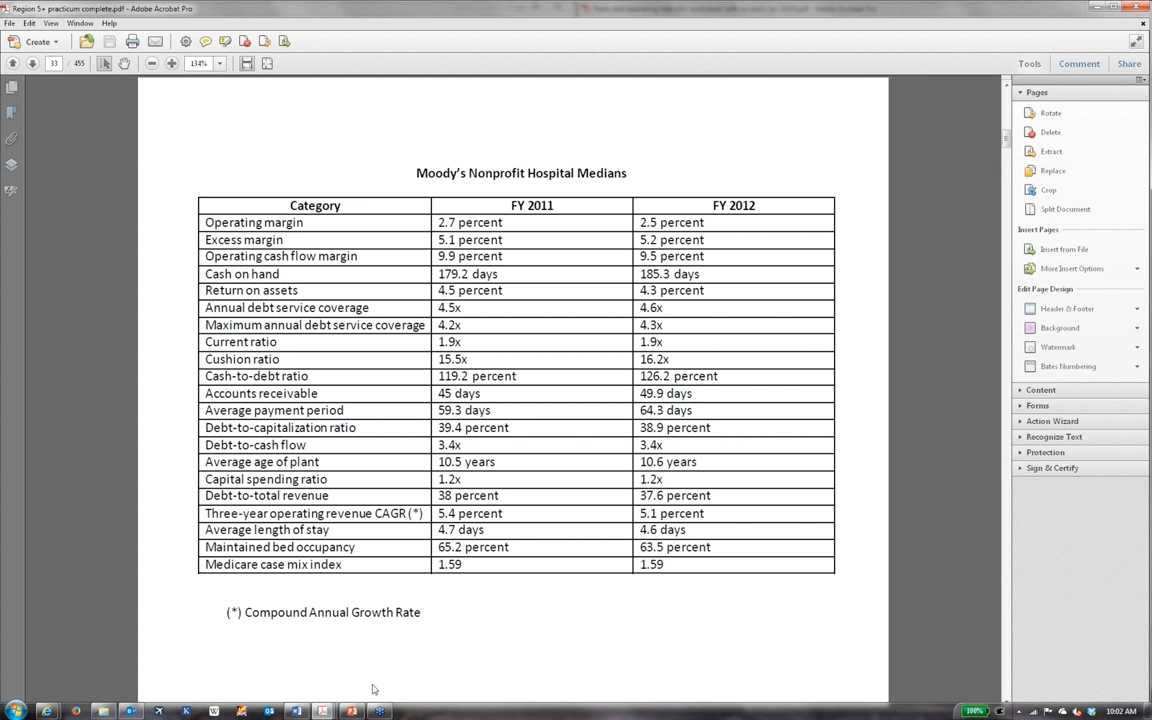 Region 5+ practicum complete.pdf - Adobe Acrobat Pro
File Edit View Window Help
Create
33 / 455 134%
Tools Comment Share
Moody's Nonprofit Hospital Medians
Category FY 2011 FY 2012
Operating margin 2.7 percent 2.5 percent
Excess margin 5.1 percent 5.2 percent
Operating cash flow margin 9.9 percent 9.5 percent
Cash on hand 179.2 days 185.3 days
Return on assets 4.5 percent 4.3 percent
Annual debt service coverage 4.5x 4.6x
Maximum annual debt service coverage 4.2x 4.3x
Current ratio 1.9x 1.9x
Cushion ratio 15.5x 16.2x
Cash-to-debt ratio 119.2 percent 126.2 percent
Accounts receivable 45 days 49.9 days
Average payment period 59.3 days 64.3 days
Debt-to-capitalization ratio 39.4 percent 38.9 percent
Debt-to-cash flow 3.4x 3.4x
Average age of plant 10.5 years 10.6 years
Capital spending ratio 1.2x 1.2x
Debt-to-total revenue 38 percent 37.6 percent
Three-year operating revenue CAGR (*) 5.4 percent 5.1 percent
Average length of stay 4.7 days 4.6 days
Maintained bed occupancy 65.2 percent 63.5 percent
Medicare case mix index 1.59 1.59
(*) Compound Annual Growth Rate
Pages
Rotate
Delete
Extract
Replace
Crop
Split Document
Insert Pages
Insert from File
More Insert Options
Edit Page Design
Header & Footer
Background
Watermark
Bates Numbering
Content
Forms
Action Wizard
Recognize Text
Protection
Sign & Certify
100% 10:02 AM